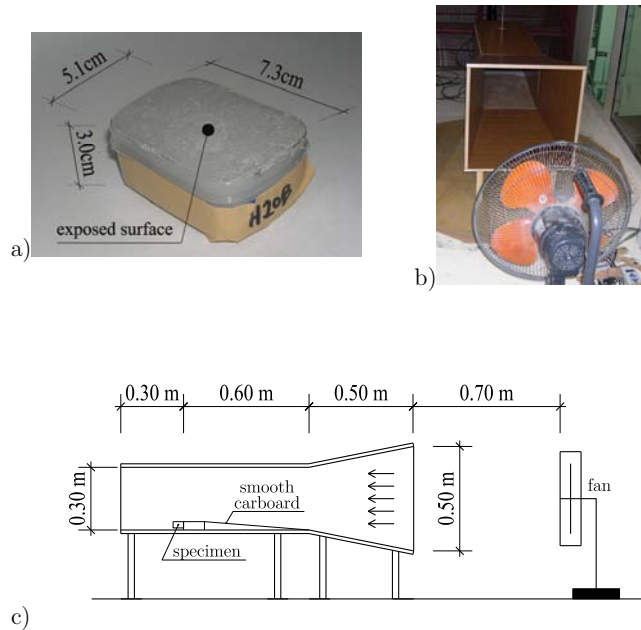 5.1cm
7.3cm
3.0cm
exposed surface
H20B
a)
b)
0.30 m
0.60 m
0.50 m
0.70 m
0.30 m
smooth
carboard
specimen
0.50 m
fan
c)